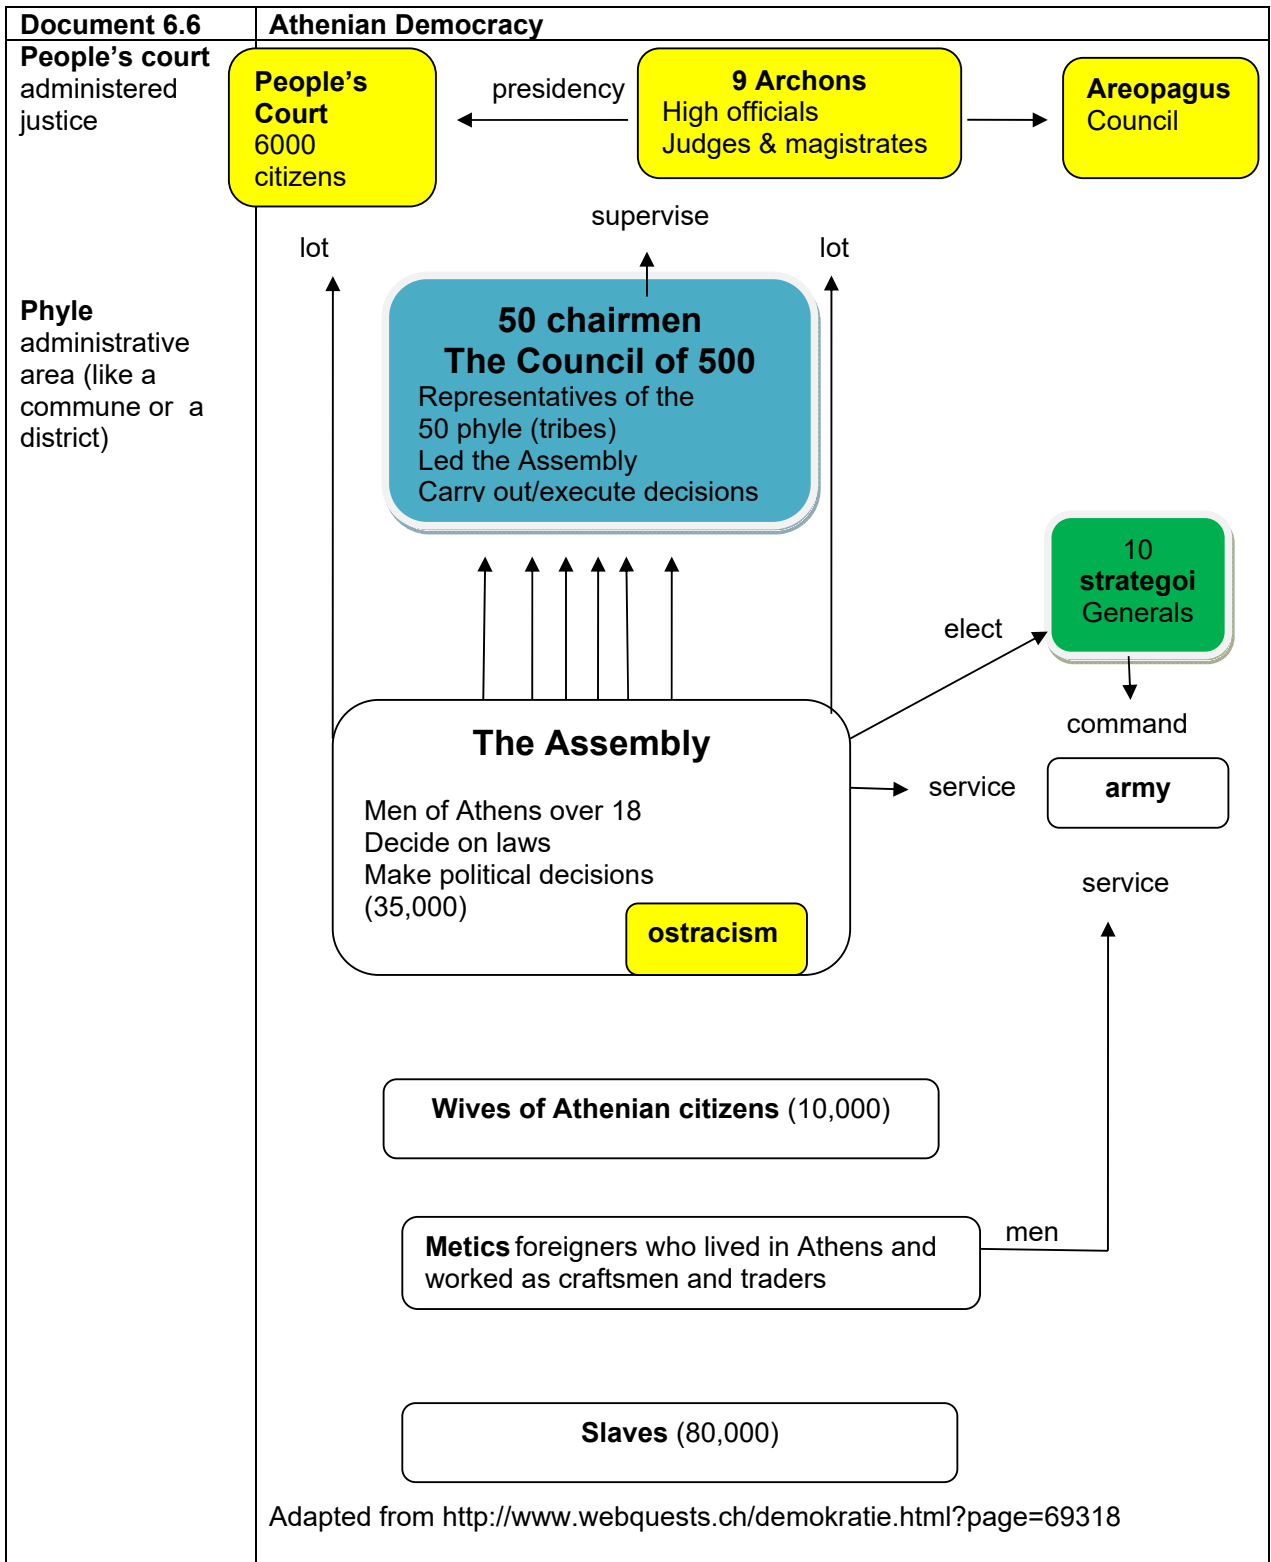 Document 6.6
Athenian Democracy
People’s court
administered
justice
People’s
Court
6000
citizens
presidency
9 Archons
High officials
Judges & magistrates
Areopagus
Council
supervise
lot
lot
Phyle
administrative
area (like a
commune or a
district)
50 chairmen
The Council of 500
Representatives of the
50 phyle (tribes)
Led the Assembly
Carry out/execute decisions
10
strategoi
Generals
elect
command
The Assembly
Men of Athens over 18
Decide on laws
Make political decisions
(35,000)
ostracism
service
army
service
Wives of Athenian citizens (10,000)
Metics foreigners who lived in Athens and
worked as craftsmen and traders
men
Slaves (80,000)
Adapted from http://www.webquests.ch/demokratie.html?page=69318